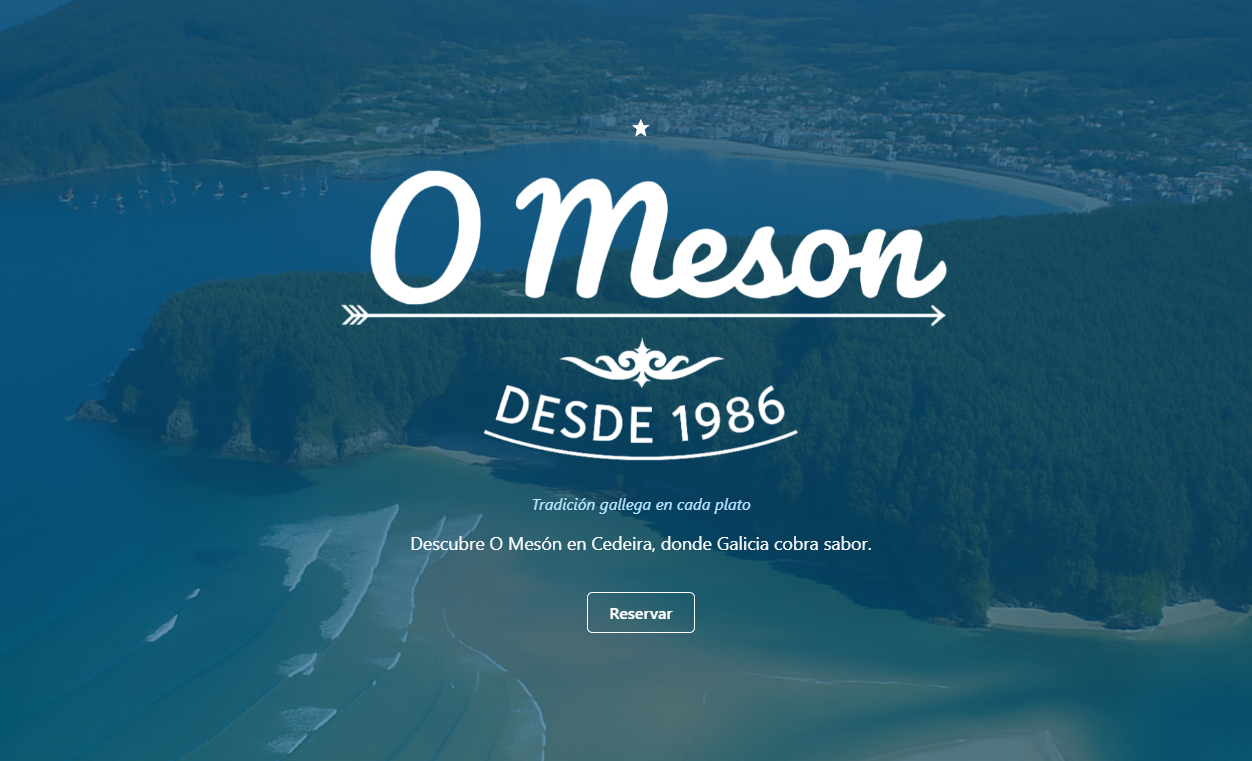 O Meson
DESDE 1986
Tradición gallega en cada plato
Descubre O Mesón en Cedeira, donde Galicia cobra sabor.
Reservar